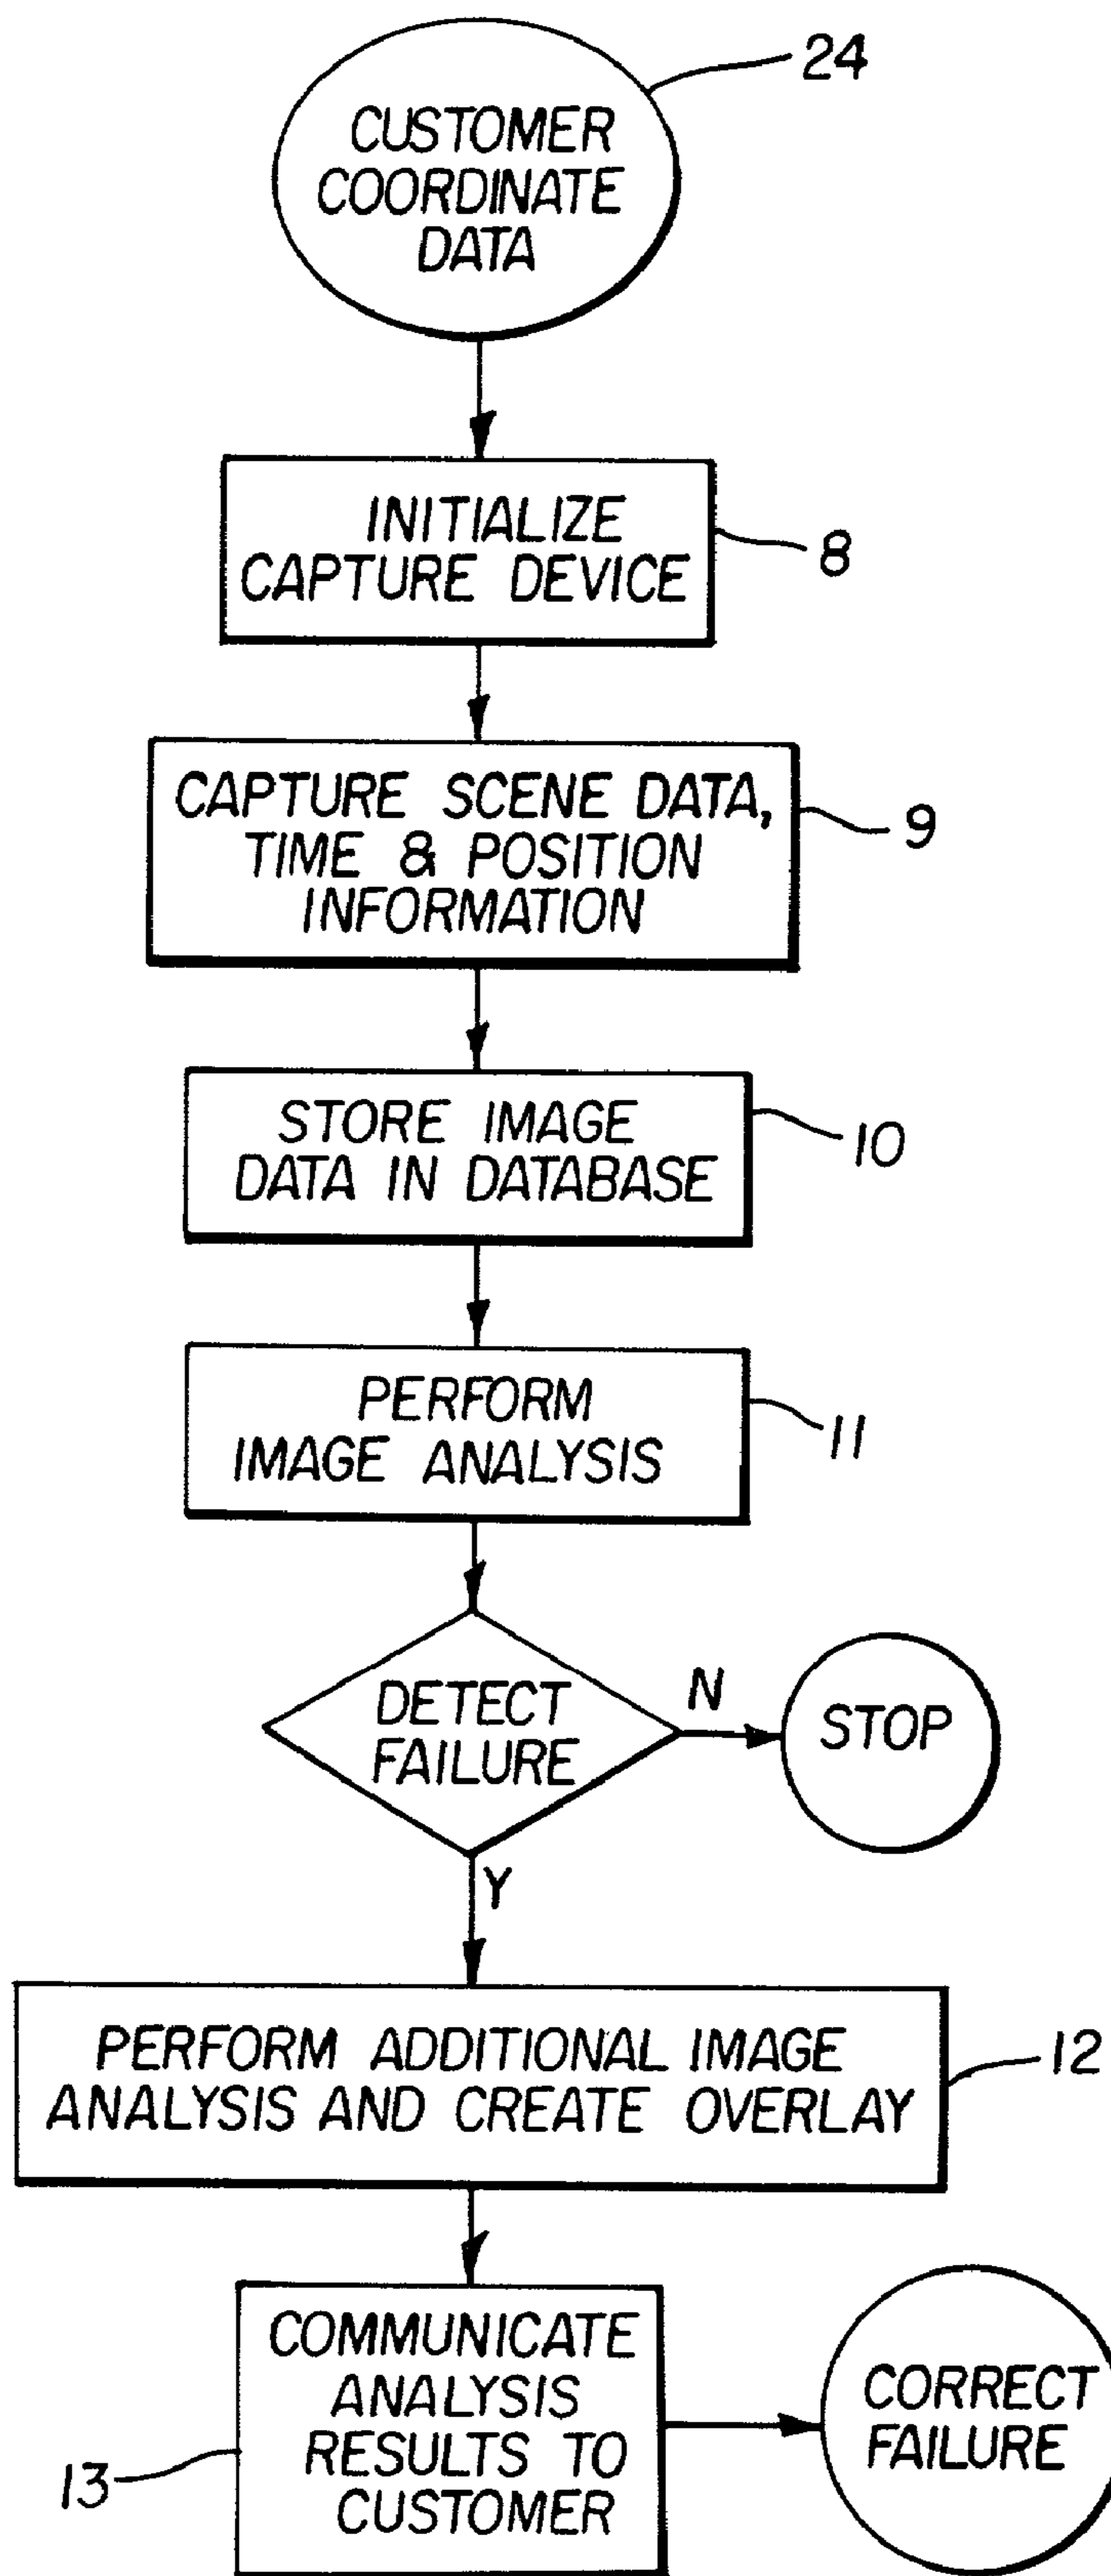 24
CUSTOMER
COORDINATE
DATA
INITIALIZE
CAPTURE DEVICE
8
CAPTURE SCENE DATA,
TIME & POSITION
INFORMATION
9
STORE IMAGE
DATA IN DATABASE
10
PERFORM
IMAGE ANALYSIS
11
DETECT
FAILURE
N
STOP
Y
PERFORM ADDITIONAL IMAGE
ANALYSIS AND CREATE OVERLAY
12
COMMUNICATE
ANALYSIS
RESULTS TO
CUSTOMER
13
CORRECT
FAILURE